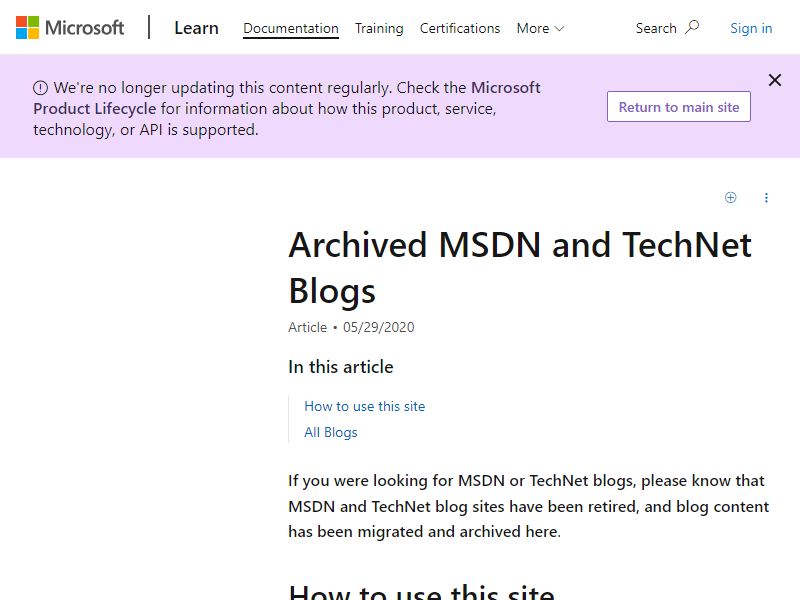 Microsoft Learn Documentation Training Certifications More Search Sign in
We're no longer updating this content regularly. Check the Microsoft
Product Lifecycle for information about how this product, service,
technology, or API is supported.
Return to main site
Archived MSDN and TechNet
Blogs
Article • 05/29/2020
In this article
How to use this site
All Blogs
If you were looking for MSDN or TechNet blogs, please know that
MSDN and TechNet blog sites have been retired, and blog content
has been migrated and archived here.
How to use this site